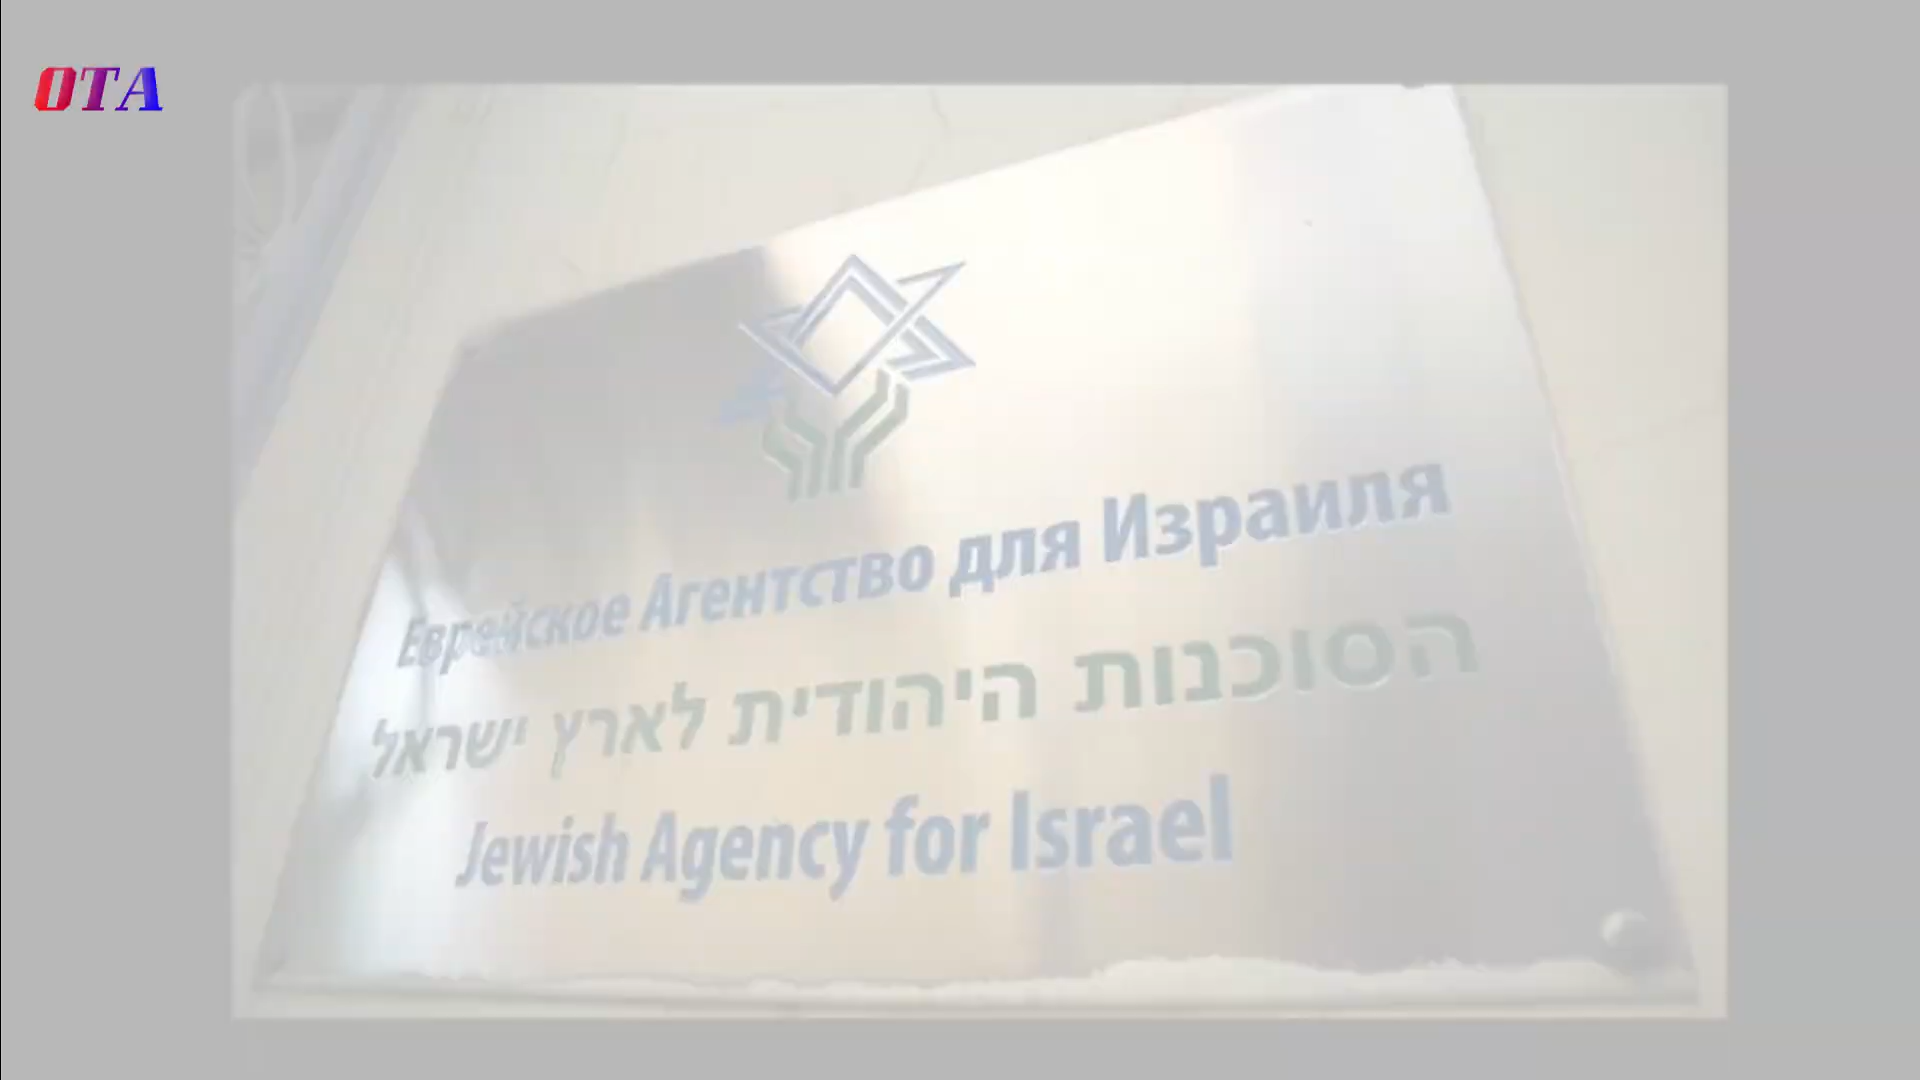 OTA
Еврейское Агентство для Израиля
הסוכנות היהודית לארץ ישראל
Jewish Agency for Israel